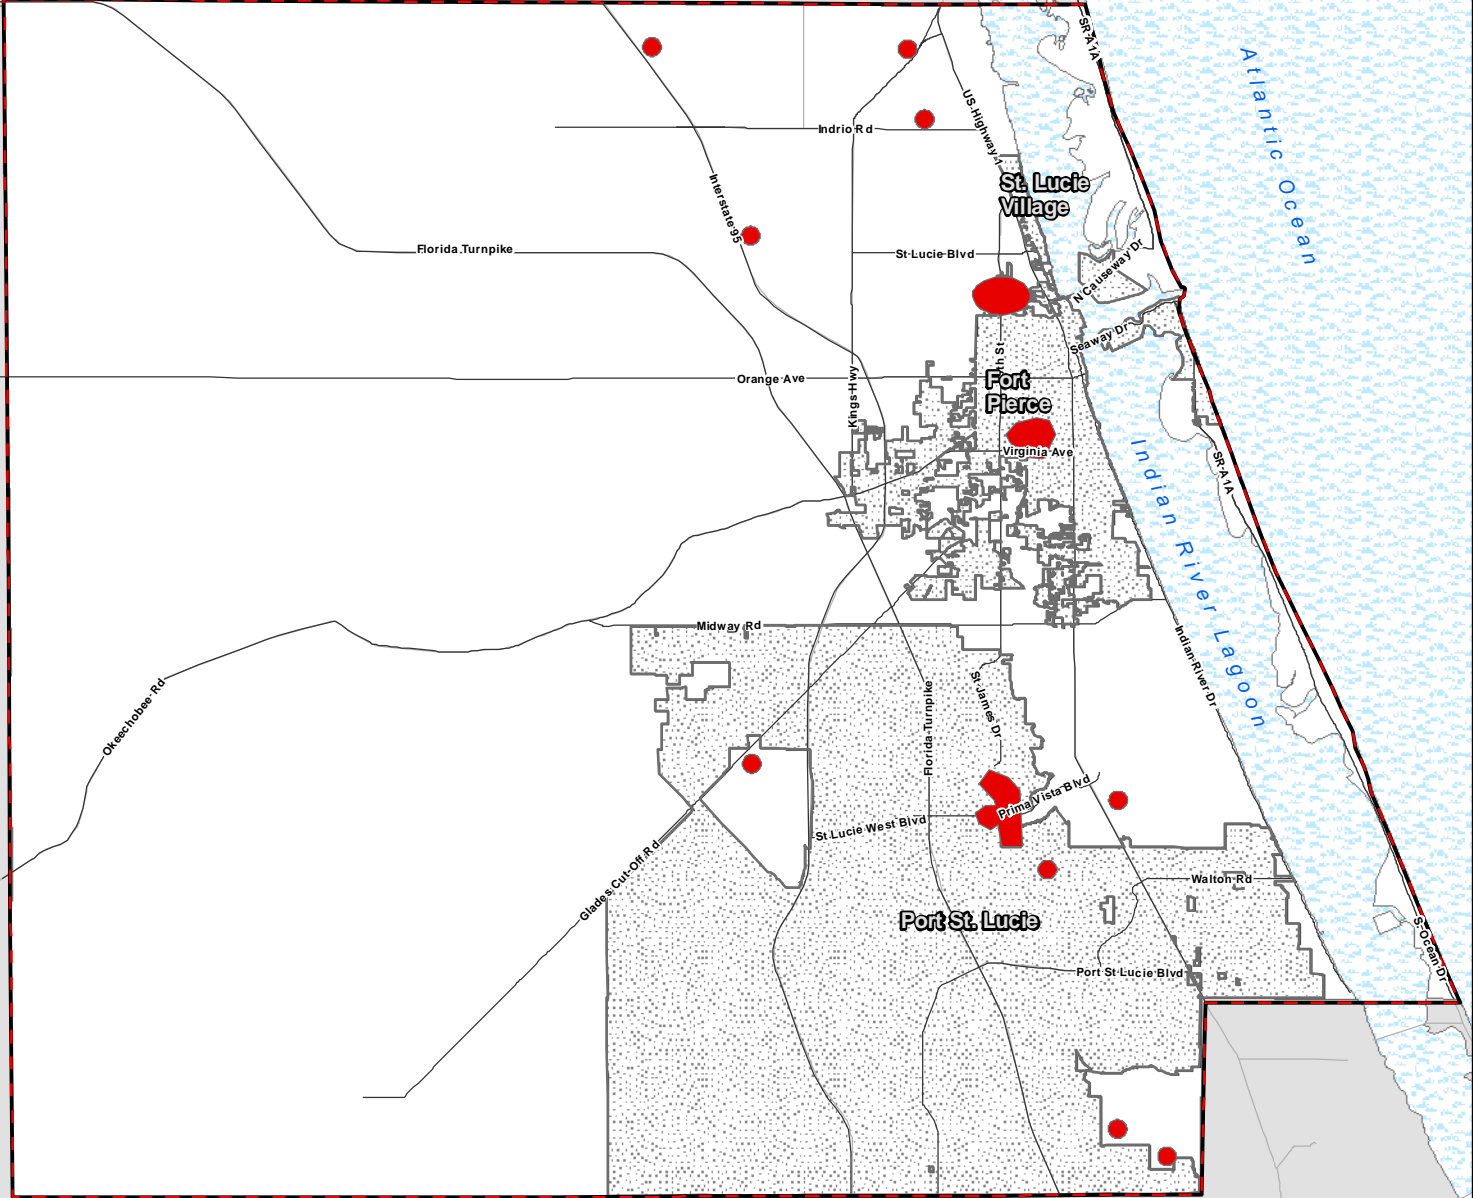 SR A1A
Atlantic Ocean
US Highway 1
Indrio Rd
Interstate 95
St. Lucie
Village
Florida Turnpike
St Lucie Blvd
N Causeway Dr
Seaway Dr
Orange Ave
Kings Hwy
th St
Fort
Pierce
Virginia Ave
SR A1A
Indian River Lagoon
Midway Rd
Indian River Dr
Okeechobee Rd
St James Dr
Florida Turnpike
Prima Vista Blvd
St Lucie West Blvd
Glades Cut-Off Rd
Walton Rd
Port St. Lucie
S Ocean Dr
Port St Lucie Blvd